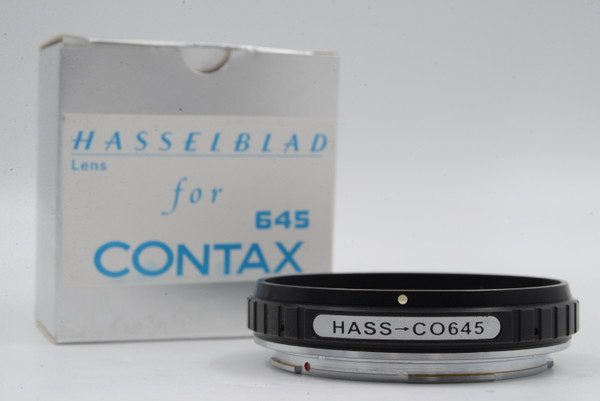 HASSELBLAD
Lens
for
645
CONTAX
HASS→CO645